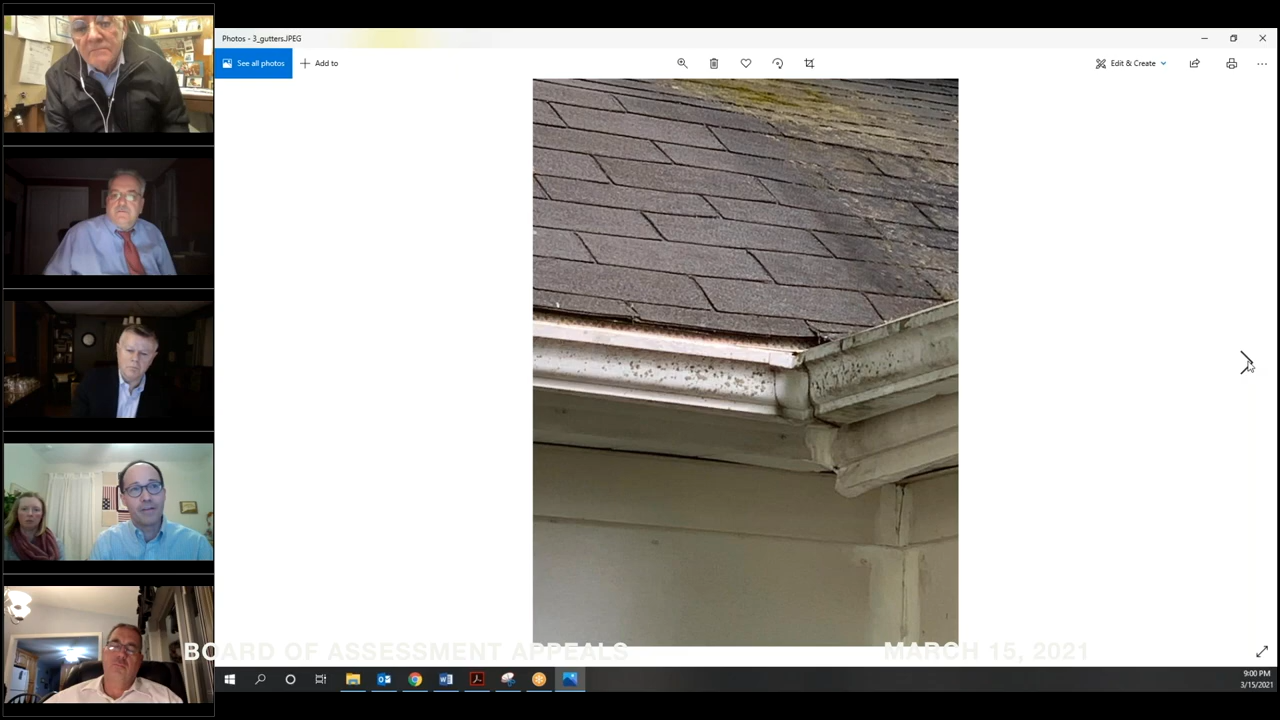 Photos - 3_gutters.JPEG
See all photos
Add to
Edit & Create
BOARD OF ASSESSMENT APPEALS
MARCH 15, 2021
9:00 PM
3/15/2021